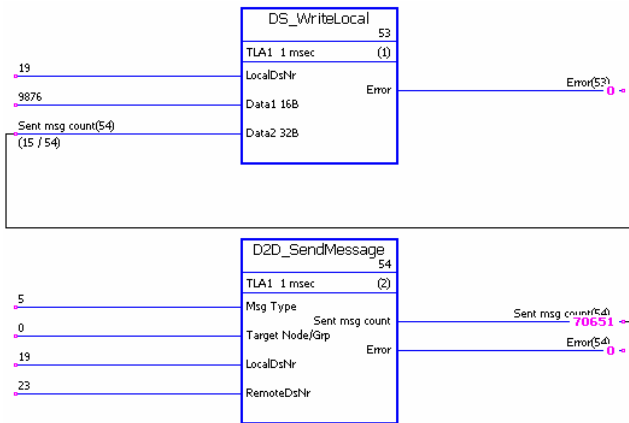 DS_WriteLocal
53
TLA1 1 msec (1)
19
LocalDsNr
Error
Error(53)
0
9876
Data1 16B
Sent msg count(54)
Data2 32B
(15 / 54)
D2D_SendMessage
54
TLA1 1 msec (2)
5
Msg Type
Sent msg count
Sent msg count(54)
70651
0
Target Node/Grp
Error
Error(54)
0
19
LocalDsNr
23
RemoteDsNr